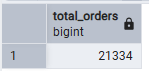 total_orders
bigint
1 21334